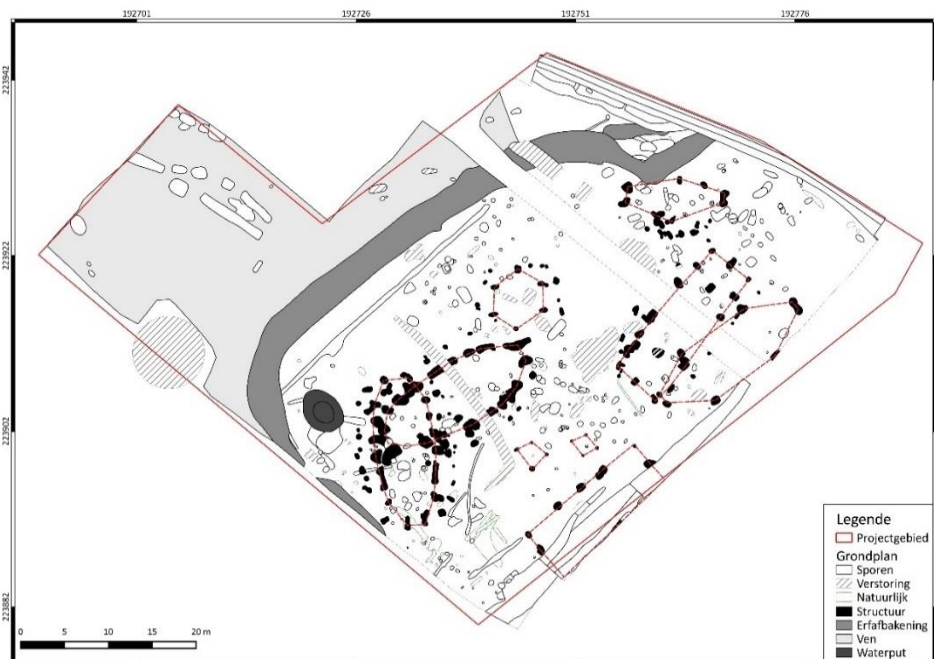 192701 192726 192751 192776
223942
223922
223902
223882
Legende
Projectgebied
Grondplan
Sporen
Verstoring
Natuurlijk
Structuur
Erfafbakening
Ven
Waterput
0 5 10 15 20 m